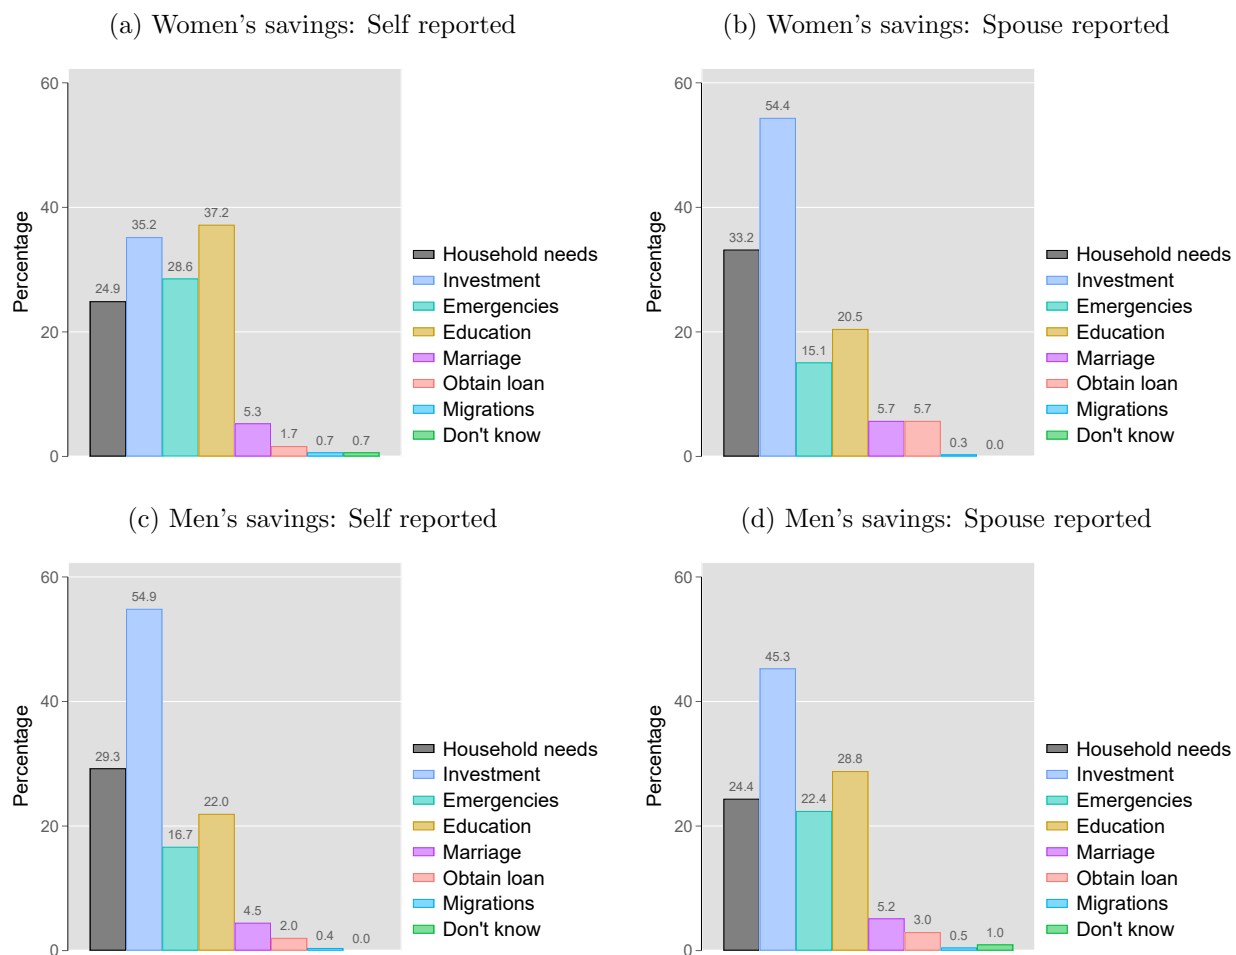 (a) Women's savings: Self reported
60
40
20
0
Percentage
24.9
35.2
28.6
37.2
5.3
1.7
0.7
0.7
Household needs
Investment
Emergencies
Education
Marriage
Obtain loan
Migrations
Don't know
(b) Women's savings: Spouse reported
60
40
20
0
Percentage
33.2
54.4
15.1
20.5
5.7
5.7
0.3
0.0
Household needs
Investment
Emergencies
Education
Marriage
Obtain loan
Migrations
Don't know
(c) Men's savings: Self reported
60
40
20
0
Percentage
29.3
54.9
16.7
22.0
4.5
2.0
0.4
0.0
Household needs
Investment
Emergencies
Education
Marriage
Obtain loan
Migrations
Don't know
(d) Men's savings: Spouse reported
60
40
20
0
Percentage
24.4
45.3
22.4
28.8
5.2
3.0
0.5
1.0
Household needs
Investment
Emergencies
Education
Marriage
Obtain loan
Migrations
Don't know